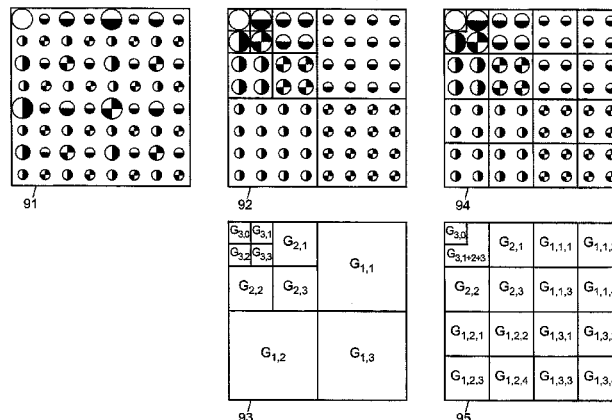 91
92
94
G3,0 G3,1
G3,2 G3,3
G2,1
G1,1
G2,2 G2,3
G1,2 G1,3
93
G3,0
G3,1+2+3
G2,1 G1,1,1
G2,2 G2,3 G1,1,3
G1,2,1 G1,2,2 G1,3,1
G1,2,3 G1,2,4 G1,3,3
95